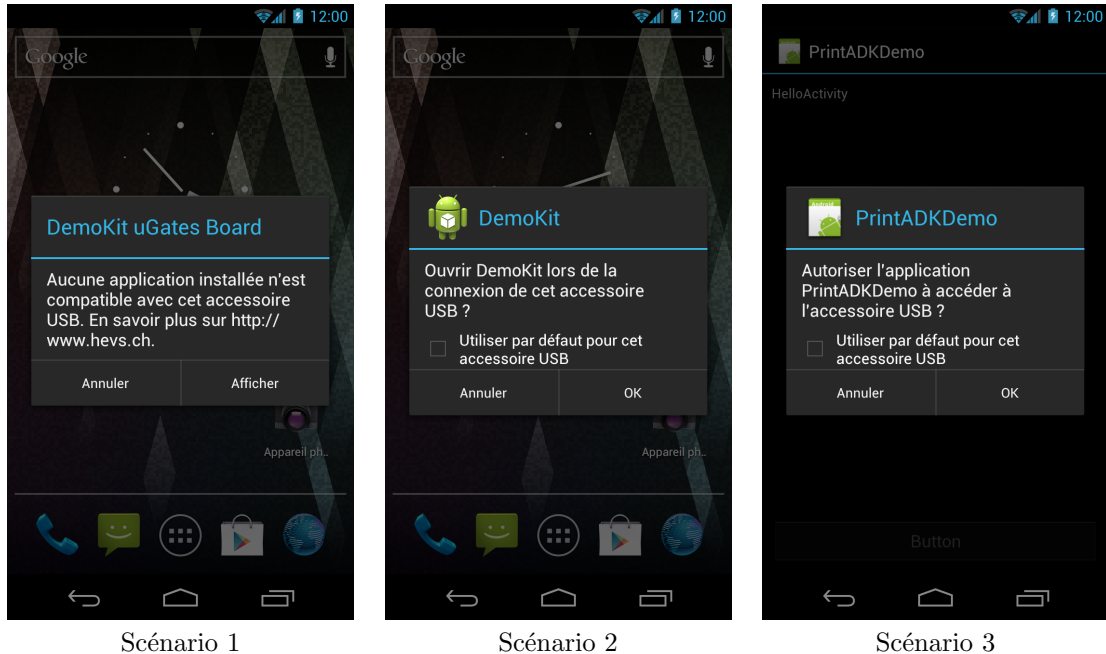 12:00
Google
DemoKit uGates Board
Aucune application installée n'est
compatible avec cet accessoire
USB. En savoir plus sur http://
www.hevs.ch.
Annuler
Afficher
Appareil ph..
Scénario 1
12:00
Google
DemoKit
Ouvrir DemoKit lors de la
connexion de cet accessoire
USB ?
Utiliser par défaut pour cet
accessoire USB
Annuler
OK
Appareil ph..
Scénario 2
12:00
PrintADKDemo
HelloActivity
Android
PrintADKDemo
Autoriser l'application
PrintADKDemo à accéder à
l'accessoire USB ?
Utiliser par défaut pour cet
accessoire USB
Annuler
OK
Button
Scénario 3